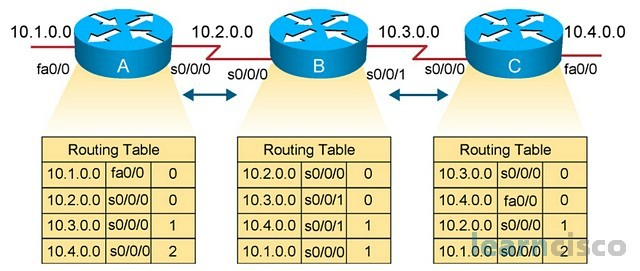 10.1.0.0 10.2.0.0 10.3.0.0 10.4.0.0
A B C
fa0/0 s0/0/0 s0/0/0 s0/0/1 s0/0/0 fa0/0
Routing Table
10.1.0.0 fa0/0 0
10.2.0.0 s0/0/0 0
10.3.0.0 s0/0/0 1
10.4.0.0 s0/0/0 2
Routing Table
10.2.0.0 s0/0/0 0
10.3.0.0 s0/0/1 0
10.4.0.0 s0/0/1 1
10.1.0.0 s0/0/0 1
Routing Table
10.3.0.0 s0/0/0 0
10.4.0.0 fa0/0 0
10.2.0.0 s0/0/0 1
10.1.0.0 s0/0/0 2
learncisco